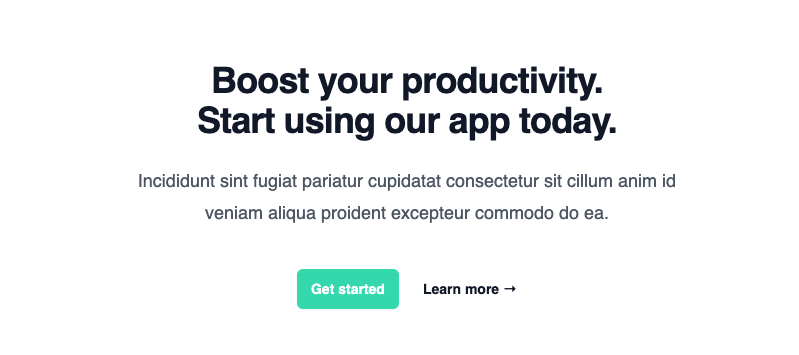 Boost your productivity.
Start using our app today.
Incididunt sint fugiat pariatur cupidatat consectetur sit cillum anim id
veniam aliqua proident excepteur commodo do ea.
Get started
Learn more →